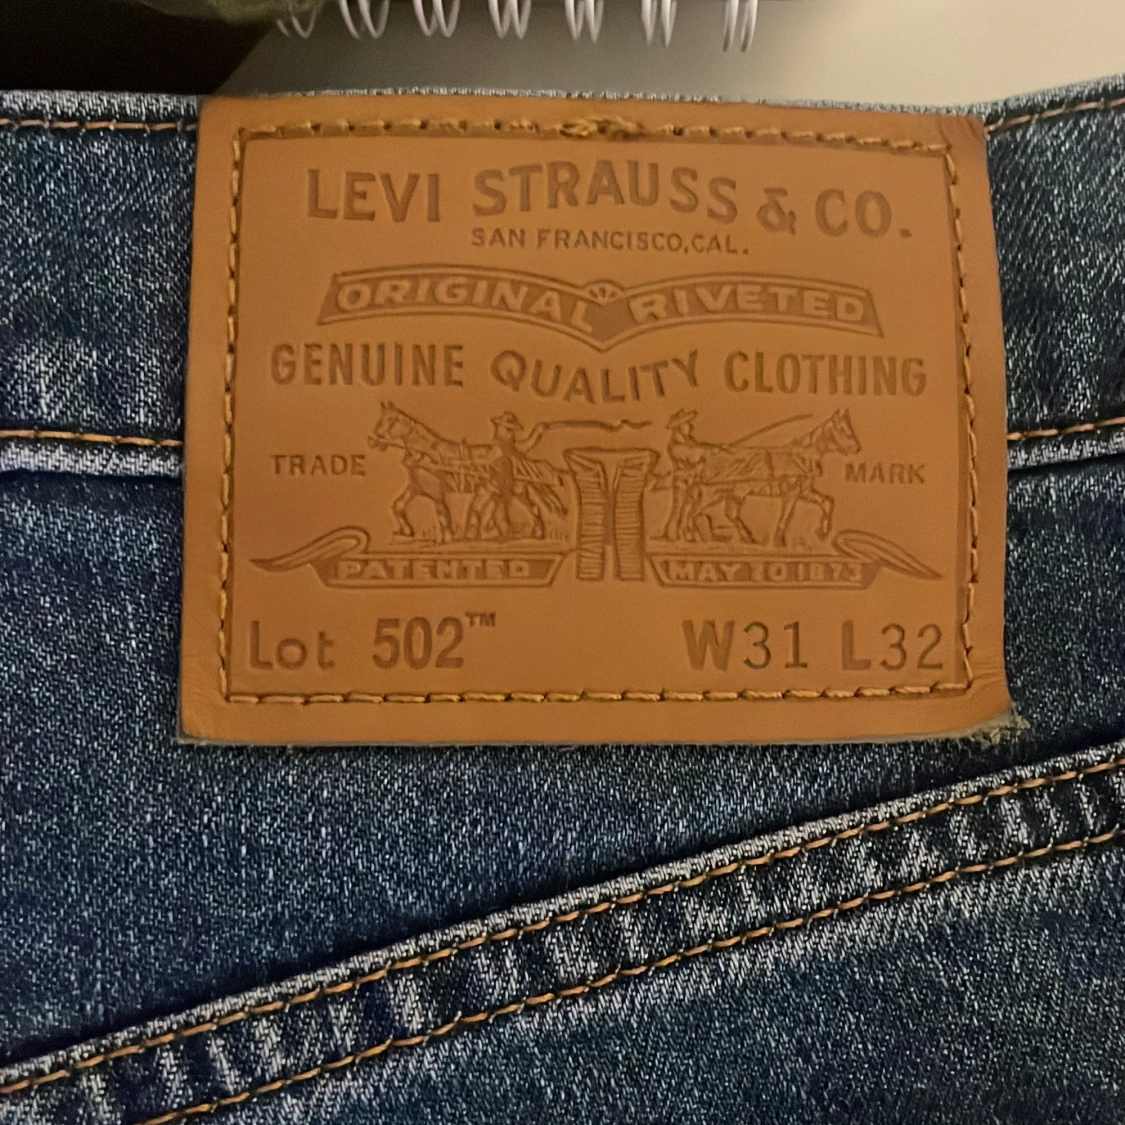 LEVI STRAUSS & CO.
SAN FRANCISCO, CAL.
ORIGINAL RIVETED
GENUINE QUALITY CLOTHING
TRADE MARK
PATENTED MAY 20 1873
Lot 502™ W31 L32